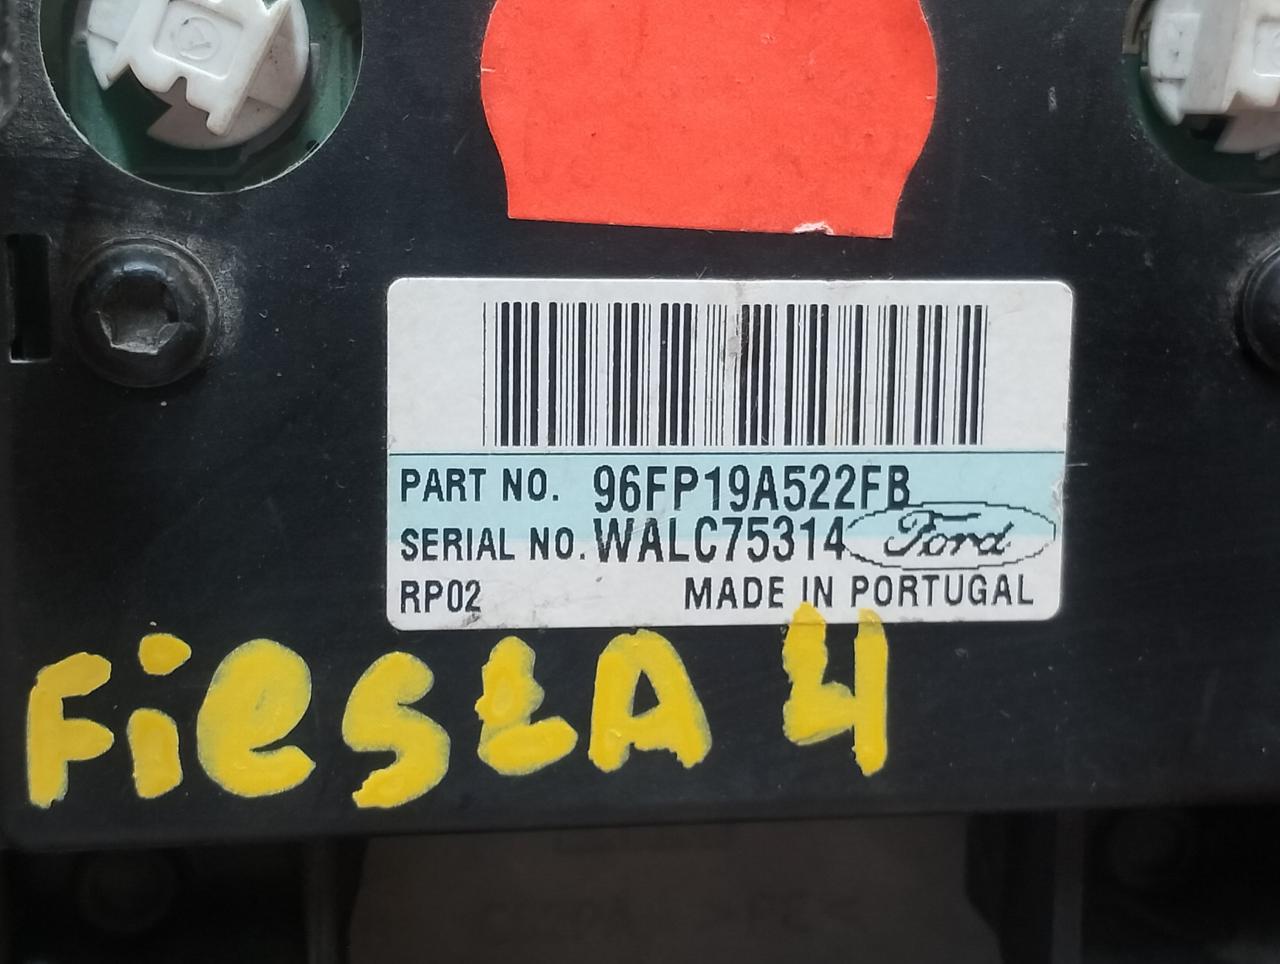 PART NO. 96FP19A522FB
SERIAL NO. WALC75314 Ford
RP02 MADE IN PORTUGAL
FiestA 4